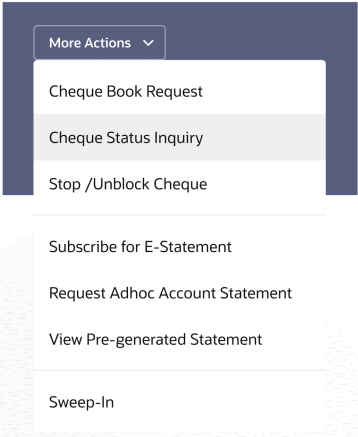 More Actions
Cheque Book Request
Cheque Status Inquiry
Stop /Unblock Cheque
Subscribe for E-Statement
Request Adhoc Account Statement
View Pre-generated Statement
Sweep-In